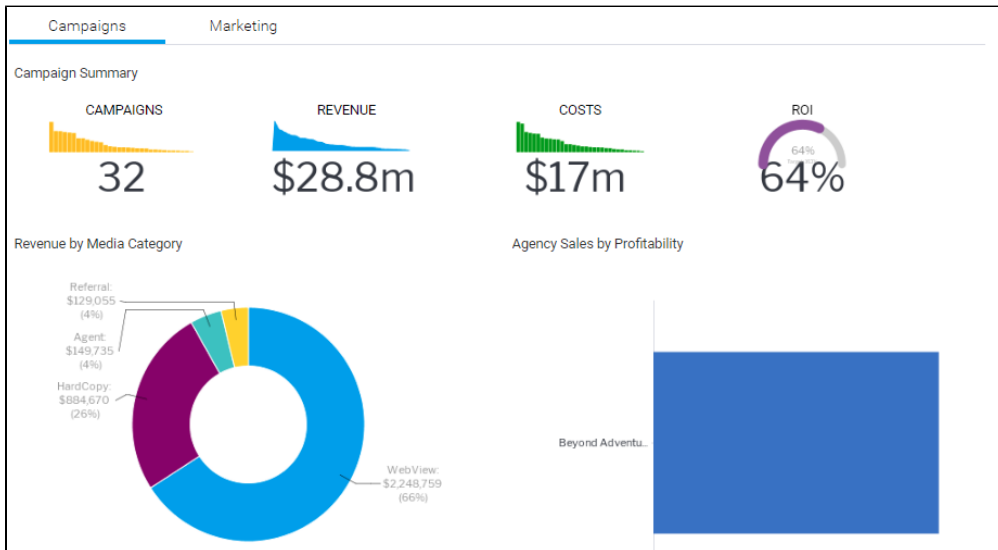 Campaigns
Marketing
Campaign Summary
CAMPAIGNS
REVENUE
COSTS
ROI
64%
32
$28.8m
$17m
64%
Revenue by Media Category
Agency Sales by Profitability
Referral:
$129,055
(4%)
Agent:
$149,735
(4%)
HardCopy:
$884,670
(26%)
WebView:
$2,248,759
(66%)
Beyond Adventu...